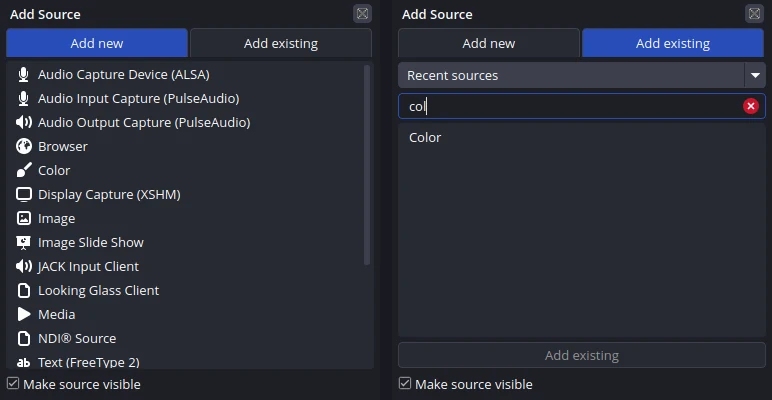 Add Source
Add new
Add existing
Audio Capture Device (ALSA)
Audio Input Capture (PulseAudio)
Audio Output Capture (PulseAudio)
Browser
Color
Display Capture (XSHM)
Image
Image Slide Show
JACK Input Client
Looking Glass Client
Media
NDI® Source
ab Text (FreeType 2)
Make source visible
Add Source
Add new
Add existing
Recent sources
col
Color
Add existing
Make source visible